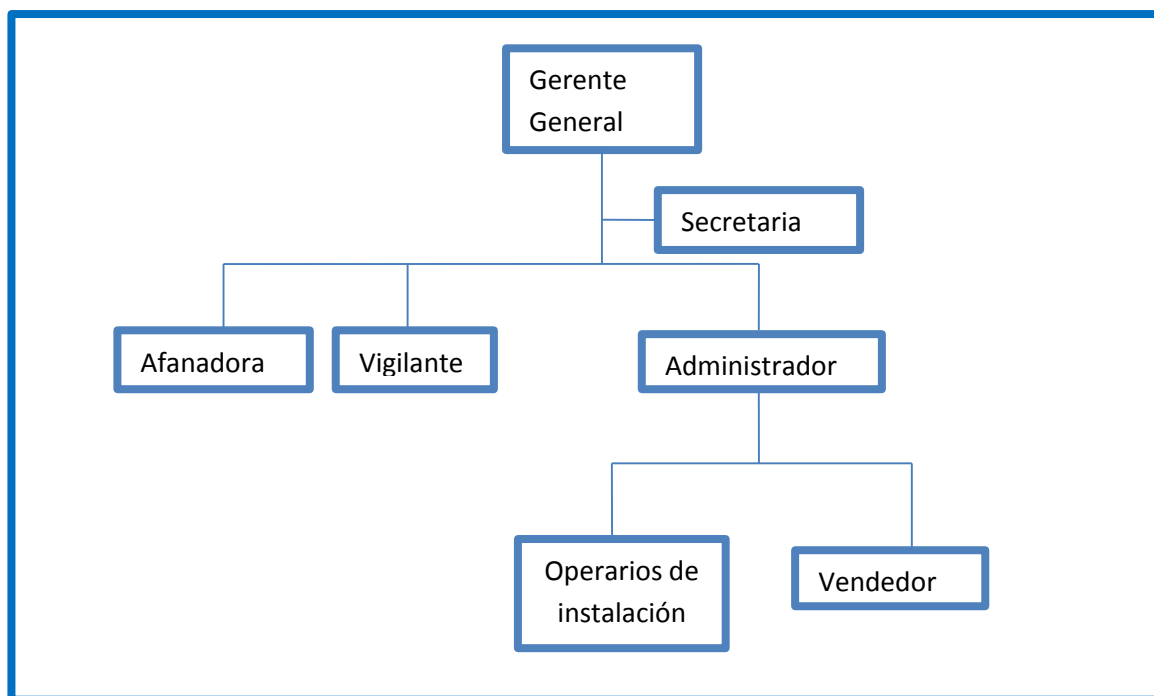 Gerente
General
Secretaria
Afanadora
Vigilante
Administrador
Operarios de
instalación
Vendedor